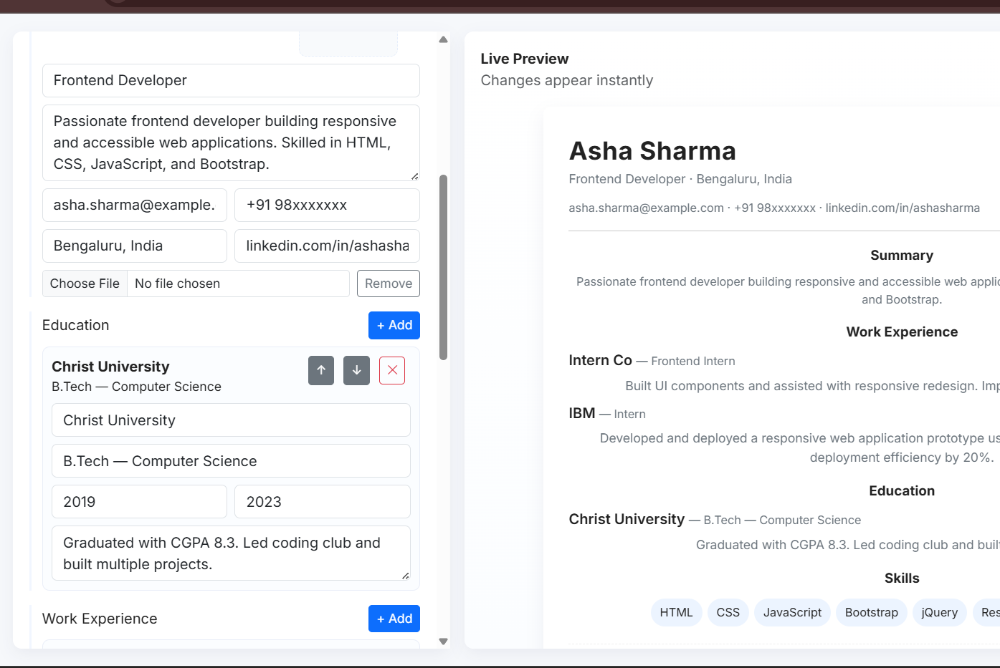 Frontend Developer
Passionate frontend developer building responsive
and accessible web applications. Skilled in HTML,
CSS, JavaScript, and Bootstrap.
asha.sharma@example.
+91 98xxxxxxx
Bengaluru, India
linkedin.com/in/ashasha
Choose File No file chosen
Remove
Education
+ Add
Christ University
B.Tech — Computer Science
Christ University
B.Tech — Computer Science
2019
2023
Graduated with CGPA 8.3. Led coding club and
built multiple projects.
Work Experience
+ Add
Live Preview
Changes appear instantly
Asha Sharma
Frontend Developer · Bengaluru, India
asha.sharma@example.com · +91 98xxxxxxx · linkedin.com/in/ashasharma
Summary
Passionate frontend developer building responsive and accessible web applic
and Bootstrap.
Work Experience
Intern Co — Frontend Intern
Built UI components and assisted with responsive redesign. Imp
IBM — Intern
Developed and deployed a responsive web application prototype us
deployment efficiency by 20%.
Education
Christ University — B.Tech — Computer Science
Graduated with CGPA 8.3. Led coding club and built
Skills
HTML CSS JavaScript Bootstrap jQuery Res